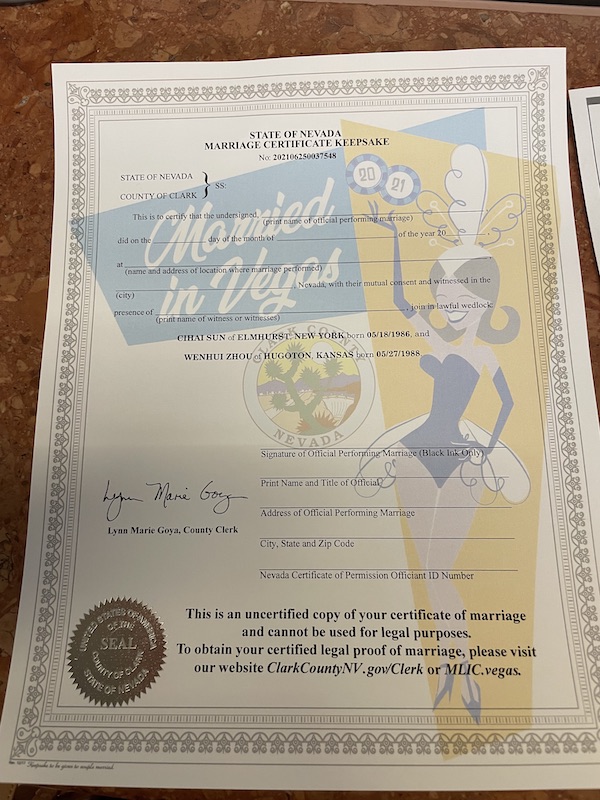 STATE OF NEVADA
MARRIAGE CERTIFICATE KEEPSAKE
No: 202106250037548
STATE OF NEVADA
COUNTY OF CLARK
} SS:
20 21
Married
in Vegas
This is to certify that the undersigned,
(print name of official performing marriage)
did on the day of the month of of the year 20 ,
at
(name and address of location where marriage performed)
, Nevada, with their mutual consent and witnessed in the
(city)
presence of , join in lawful wedlock.
(print name of witness or witnesses)
CIHAI SUN of ELMHURST, NEW YORK born 05/18/1986, and
WENHUI ZHOU of HUGOTON, KANSAS born 05/27/1988
CLARK COUNTY
NEVADA
Signature of Official Performing Marriage (Black Ink Only)
Print Name and Title of Official
Address of Official Performing Marriage
City, State and Zip Code
Nevada Certificate of Permission Officiant ID Number
Lynn Marie Goya
Lynn Marie Goya, County Clerk
UNITED STATES OF AMERICA
OF THE
SEAL
COUNTY OF CLARK
STATE OF NEVADA
This is an uncertified copy of your certificate of marriage
and cannot be used for legal purposes.
To obtain your certified legal proof of marriage, please visit
our website ClarkCountyNV.gov/Clerk or MLIC.vegas.
Keepsake to be given to couple married.